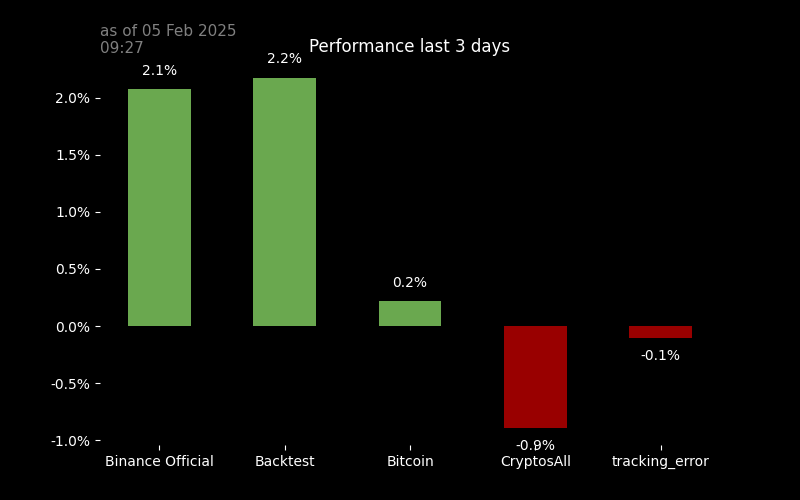 as of 05 Feb 2025
09:27
Performance last 3 days
2.1%
2.2%
0.2%
-0.9%
-0.1%
2.0%
1.5%
1.0%
0.5%
0.0%
-0.5%
-1.0%
Binance Official
Backtest
Bitcoin
CryptosAll
tracking_error